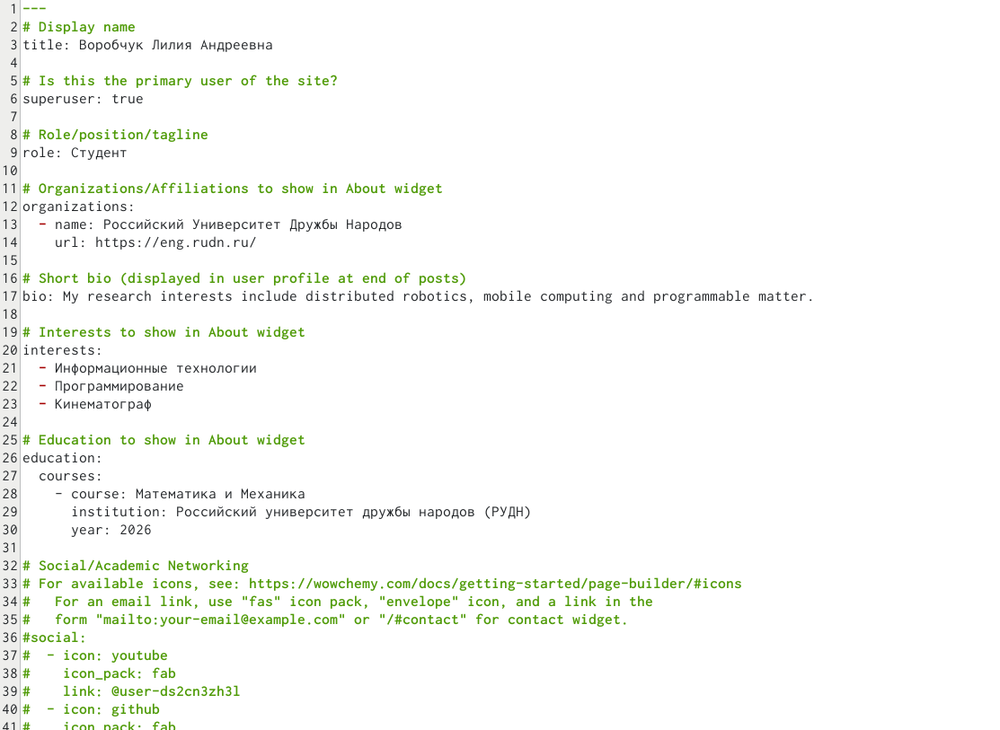 1 ---
2 # Display name
3 title: Воробчук Лилия Андреевна
4
5 # Is this the primary user of the site?
6 superuser: true
7
8 # Role/position/tagline
9 role: Студент
10
11 # Organizations/Affiliations to show in About widget
12 organizations:
13   - name: Российский Университет Дружбы Народов
14     url: https://eng.rudn.ru/
15
16 # Short bio (displayed in user profile at end of posts)
17 bio: My research interests include distributed robotics, mobile computing and programmable matter.
18
19 # Interests to show in About widget
20 interests:
21   - Информационные технологии
22   - Программирование
23   - Кинематограф
24
25 # Education to show in About widget
26 education:
27   courses:
28     - course: Математика и Механика
29       institution: Российский университет дружбы народов (РУДН)
30       year: 2026
31
32 # Social/Academic Networking
33 # For available icons, see: https://wowchemy.com/docs/getting-started/page-builder/#icons
34 #   For an email link, use "fas" icon pack, "envelope" icon, and a link in the
35 #   form "mailto:your-email@example.com" or "/#contact" for contact widget.
36 #social:
37 #  - icon: youtube
38 #    icon_pack: fab
39 #    link: @user-ds2cn3zh3l
40 #  - icon: github
41 #    icon_pack: fab